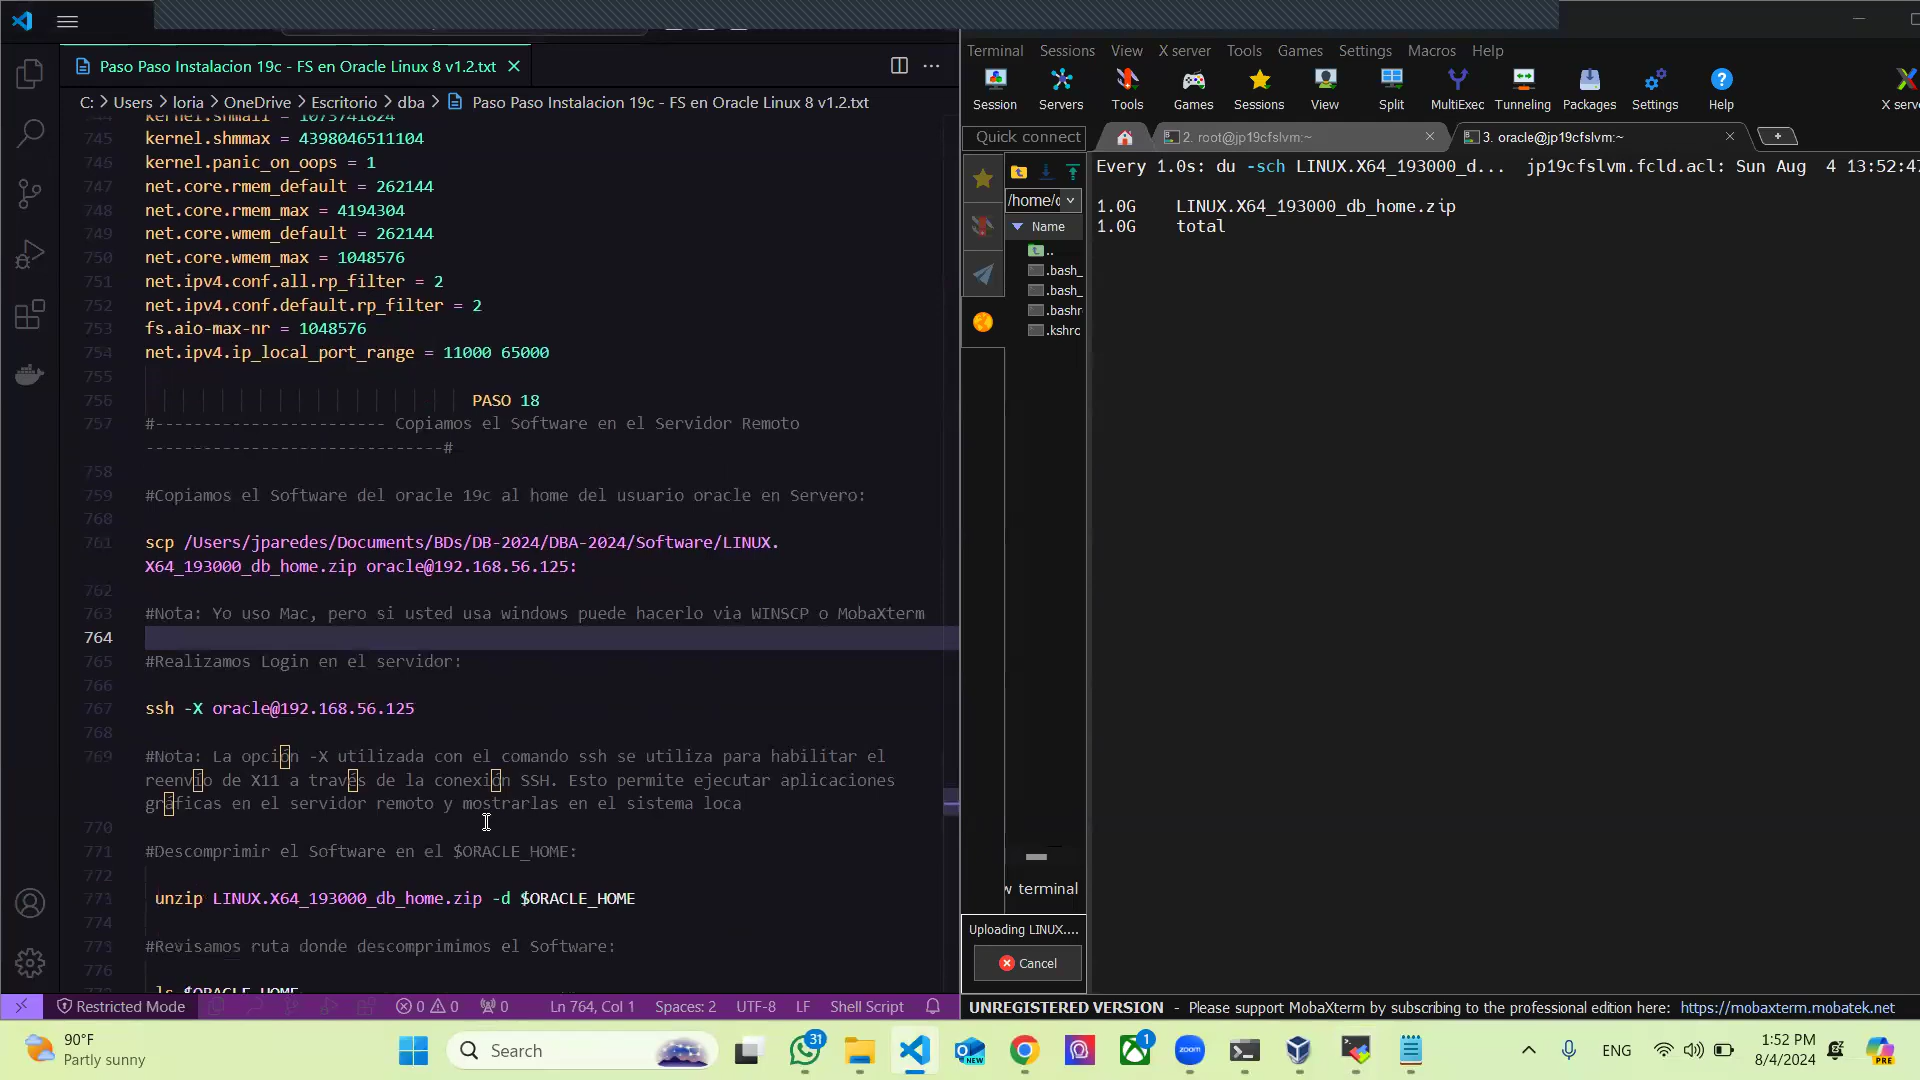 Paso Paso Instalacion 19c - FS en Oracle Linux 8 v1.2.txt
C: > Users > loria > OneDrive > Escritorio > dba > Paso Paso Instalacion 19c - FS en Oracle Linux 8 v1.2.txt
745 kernel.shmmax = 4398046511104
746 kernel.panic_on_oops = 1
747 net.core.rmem_default = 262144
748 net.core.rmem_max = 4194304
749 net.core.wmem_default = 262144
750 net.core.wmem_max = 1048576
751 net.ipv4.conf.all.rp_filter = 2
752 net.ipv4.conf.default.rp_filter = 2
753 fs.aio-max-nr = 1048576
754 net.ipv4.ip_local_port_range = 11000 65000
755
756 PASO 18
757 #------------------------ Copiamos el Software en el Servidor Remoto
-------------------------------#
758
759 #Copiamos el Software del oracle 19c al home del usuario oracle en Servero:
760
761 scp /Users/jparedes/Documents/BDs/DB-2024/DBA-2024/Software/LINUX.
X64_193000_db_home.zip oracle@192.168.56.125:
762
763 #Nota: Yo uso Mac, pero si usted usa windows puede hacerlo via WINSCP o MobaXterm
764
765 #Realizamos Login en el servidor:
766
767 ssh -X oracle@192.168.56.125
768
769 #Nota: La opción -X utilizada con el comando ssh se utiliza para habilitar el
reenvío de X11 a través de la conexión SSH. Esto permite ejecutar aplicaciones
gráficas en el servidor remoto y mostrarlas en el sistema loca
770
771 #Descomprimir el Software en el $ORACLE_HOME:
772
773 unzip LINUX.X64_193000_db_home.zip -d $ORACLE_HOME
774
775 #Revisamos ruta donde descomprimimos el Software:
776
Restricted Mode 0 0 0 Ln 764, Col 1 Spaces: 2 UTF-8 LF Shell Script
Terminal Sessions View X server Tools Games Settings Macros Help
Session Servers Tools Games Sessions View Split MultiExec Tunneling Packages Settings Help
Quick connect 2. root@jp19cfslvm:~ 3. oracle@jp19cfslvm:~
Every 1.0s: du -sch LINUX.X64_193000_d... jp19cfslvm.fcld.acl: Sun Aug 4 13:52:4
1.0G LINUX.X64_193000_db_home.zip
1.0G total
Name
..
.bash_
.bash_
.bashr
.kshrc
terminal
Uploading LINUX....
Cancel
UNREGISTERED VERSION - Please support MobaXterm by subscribing to the professional edition here: https://mobaxterm.mobatek.net
90°F
Partly sunny
Search
31
NEW
1
zoom
ENG
1:52 PM
8/4/2024
PRE